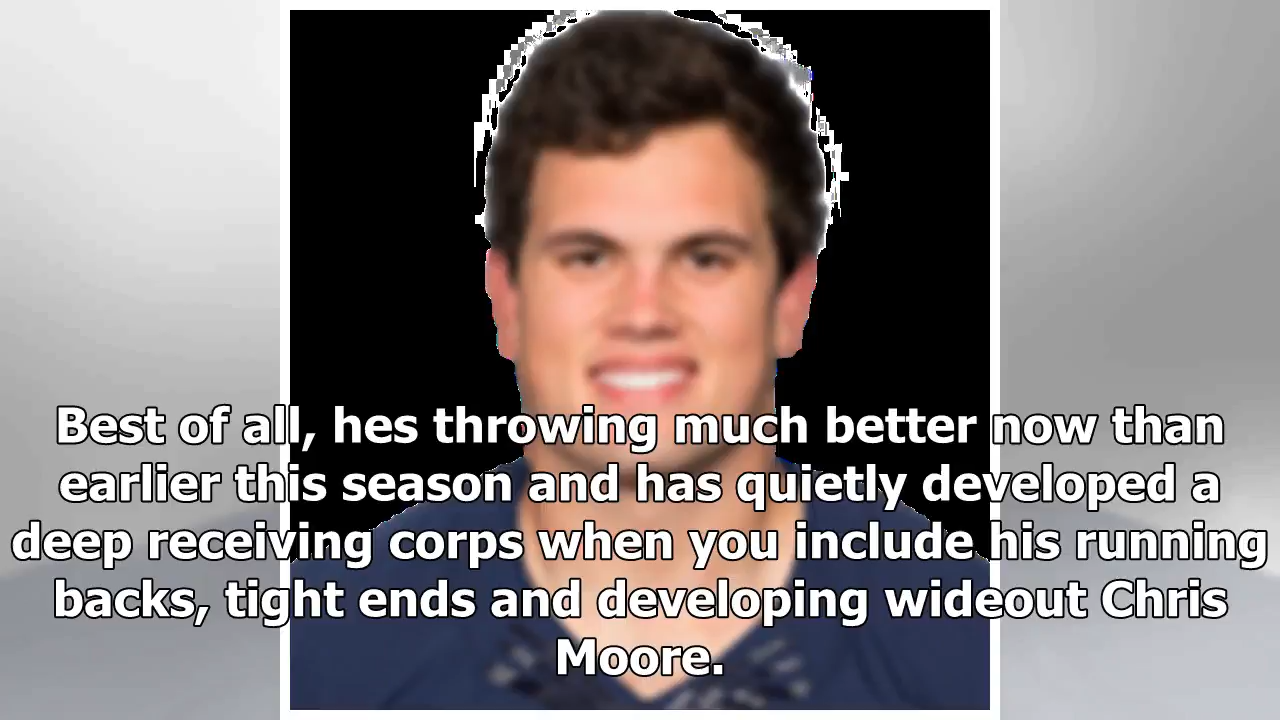 Best of all, hes throwing much better now than
earlier this season and has quietly developed a
deep receiving corps when you include his running
backs, tight ends and developing wideout Chris
Moore.